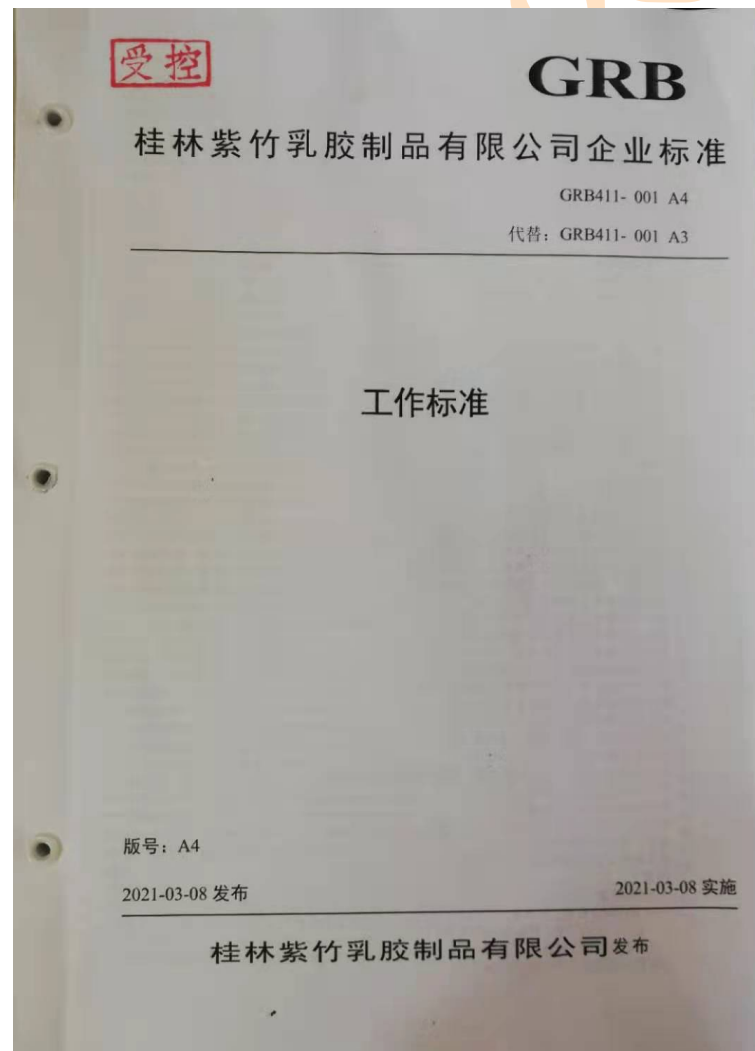 受控
GRB
桂林紫竹乳胶制品有限公司企业标准
GRB411- 001 A4
代替：GRB411- 001 A3
工作标准
版号：A4
2021-03-08 发布
2021-03-08 实施
桂林紫竹乳胶制品有限公司发布